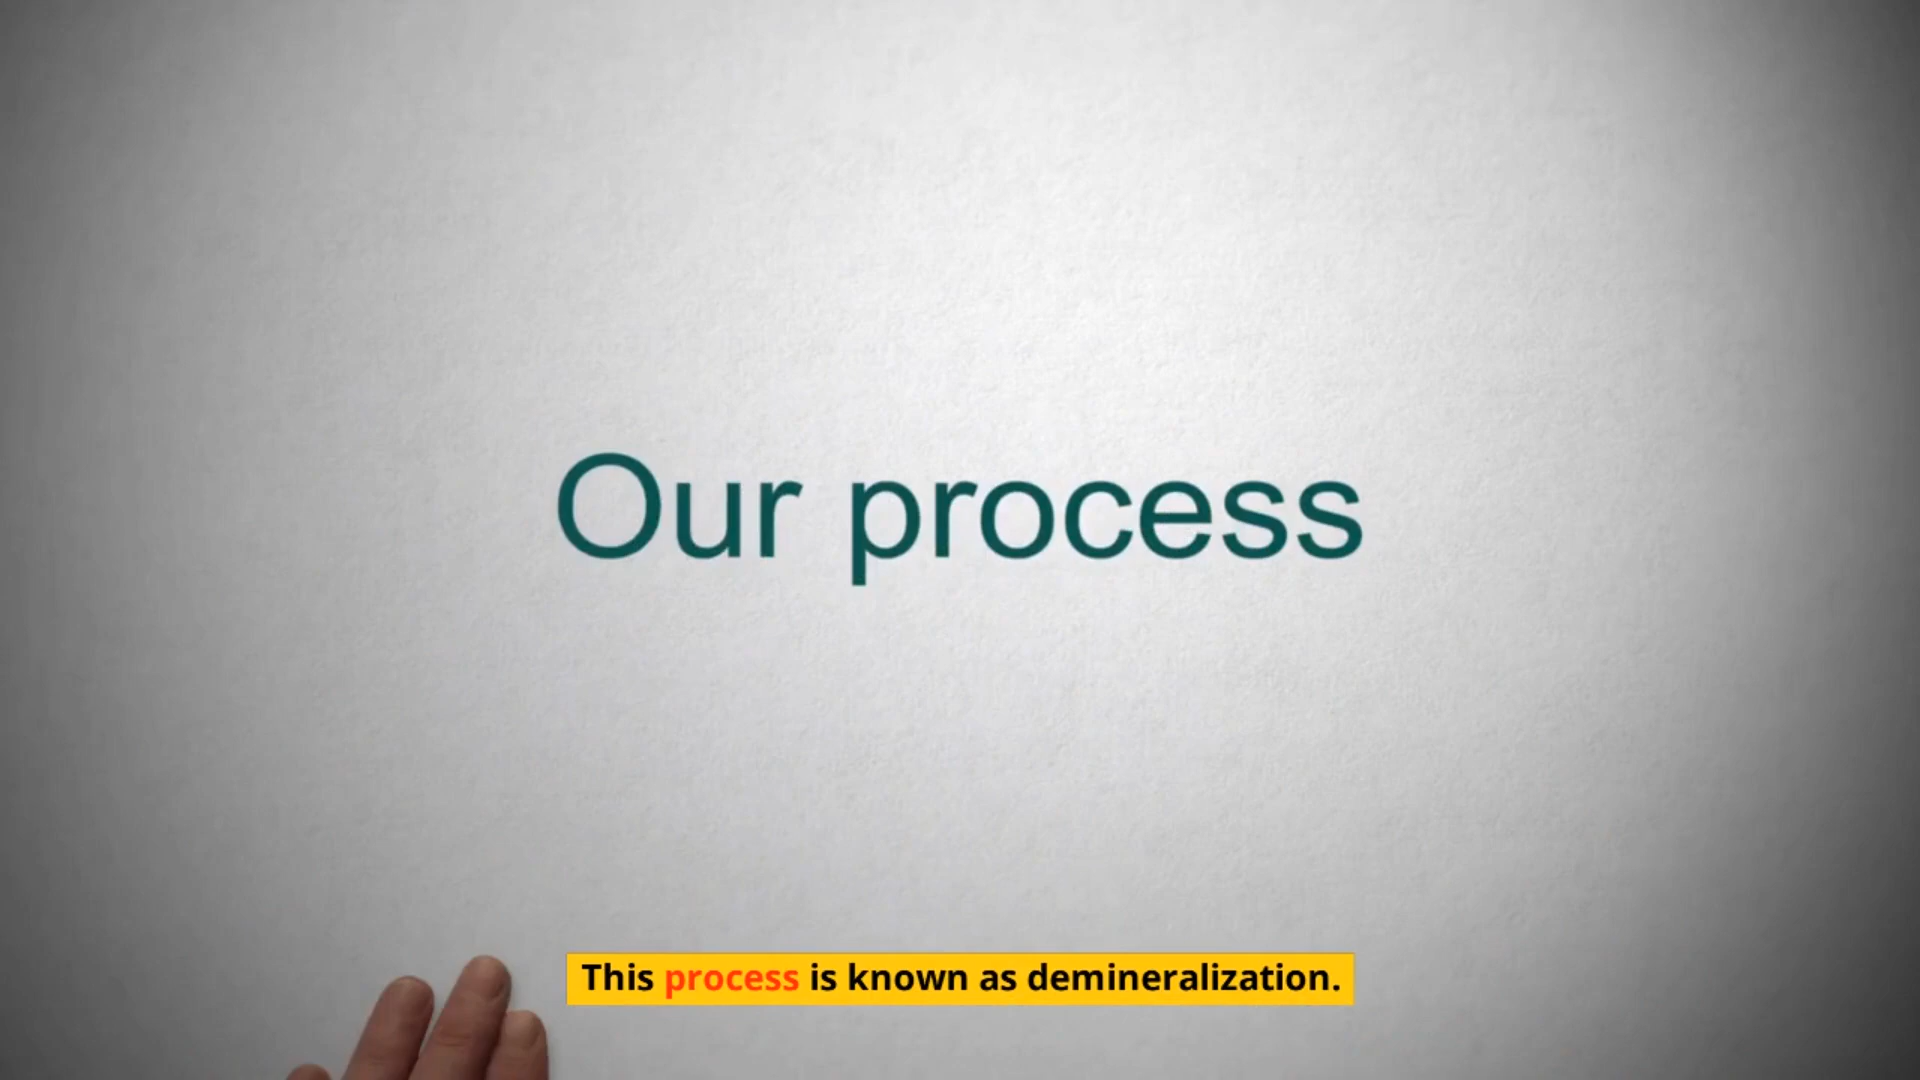 Our process
This process is known as demineralization.